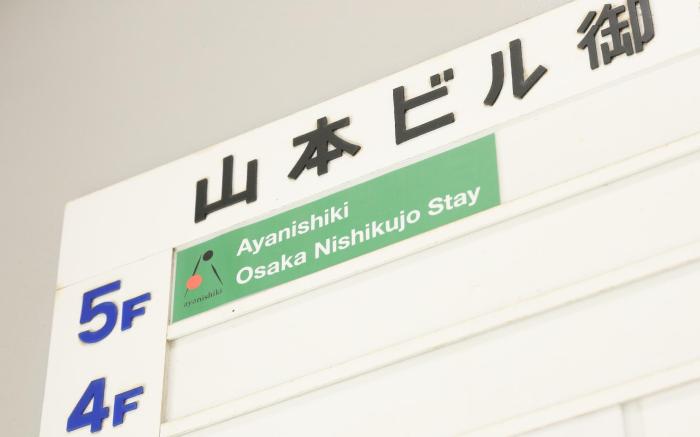 山本ビル御
Ayanishiki
Osaka Nishikujo Stay
ayanishiki
5F
4F